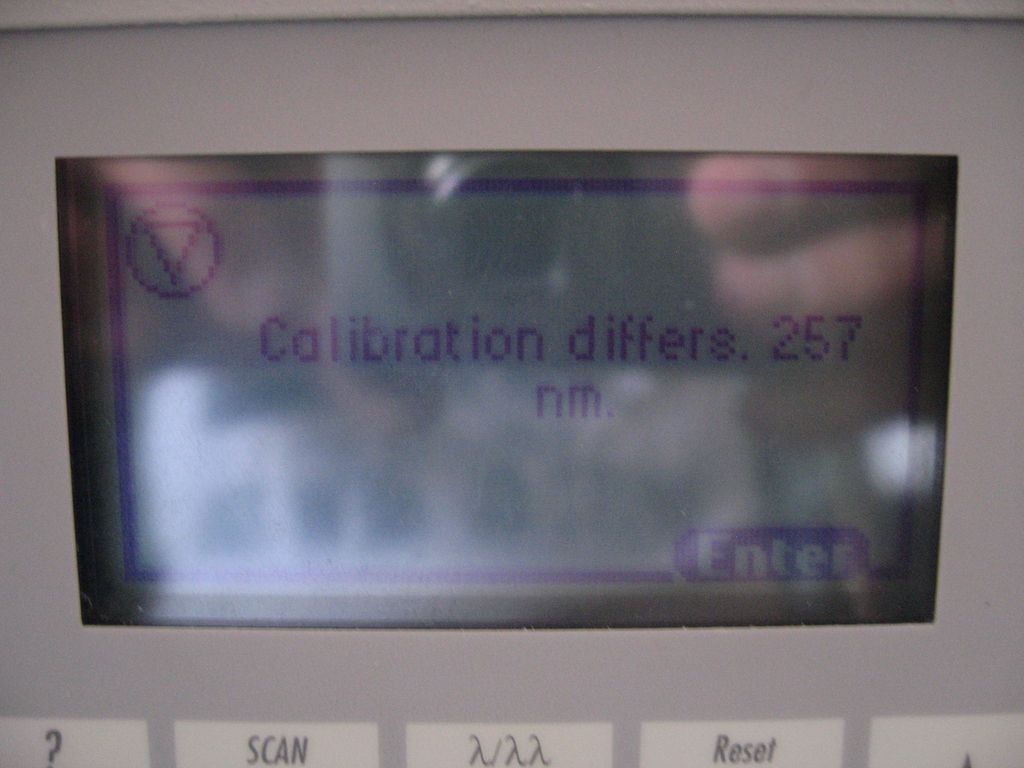 Calibration differs. 257
nm.
Enter
?
SCAN
λ/λλ
Reset